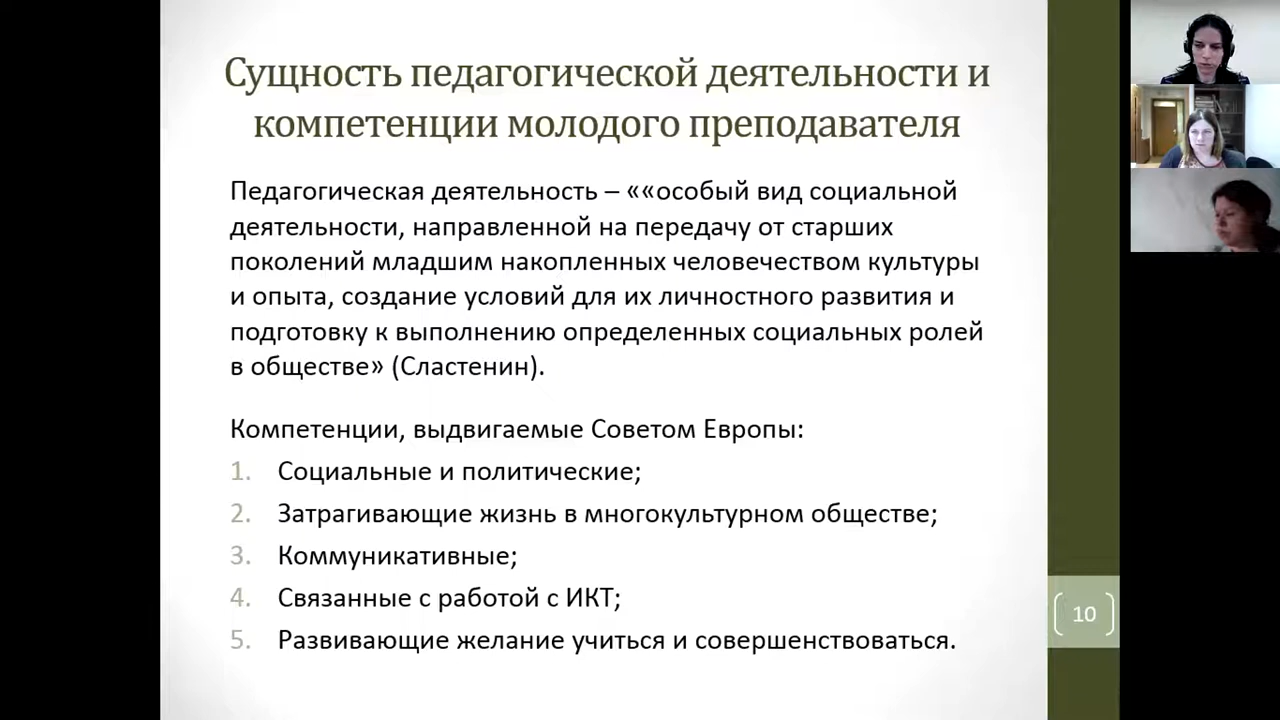 Сущность педагогической деятельности и
компетенции молодого преподавателя
Педагогическая деятельность – ««особый вид социальной
деятельности, направленной на передачу от старших
поколений младшим накопленных человечеством культуры
и опыта, создание условий для их личностного развития и
подготовку к выполнению определенных социальных ролей
в обществе» (Сластенин).
Компетенции, выдвигаемые Советом Европы:
1. Социальные и политические;
2. Затрагивающие жизнь в многокультурном обществе;
3. Коммуникативные;
4. Связанные с работой с ИКТ;
5. Развивающие желание учиться и совершенствоваться.
10